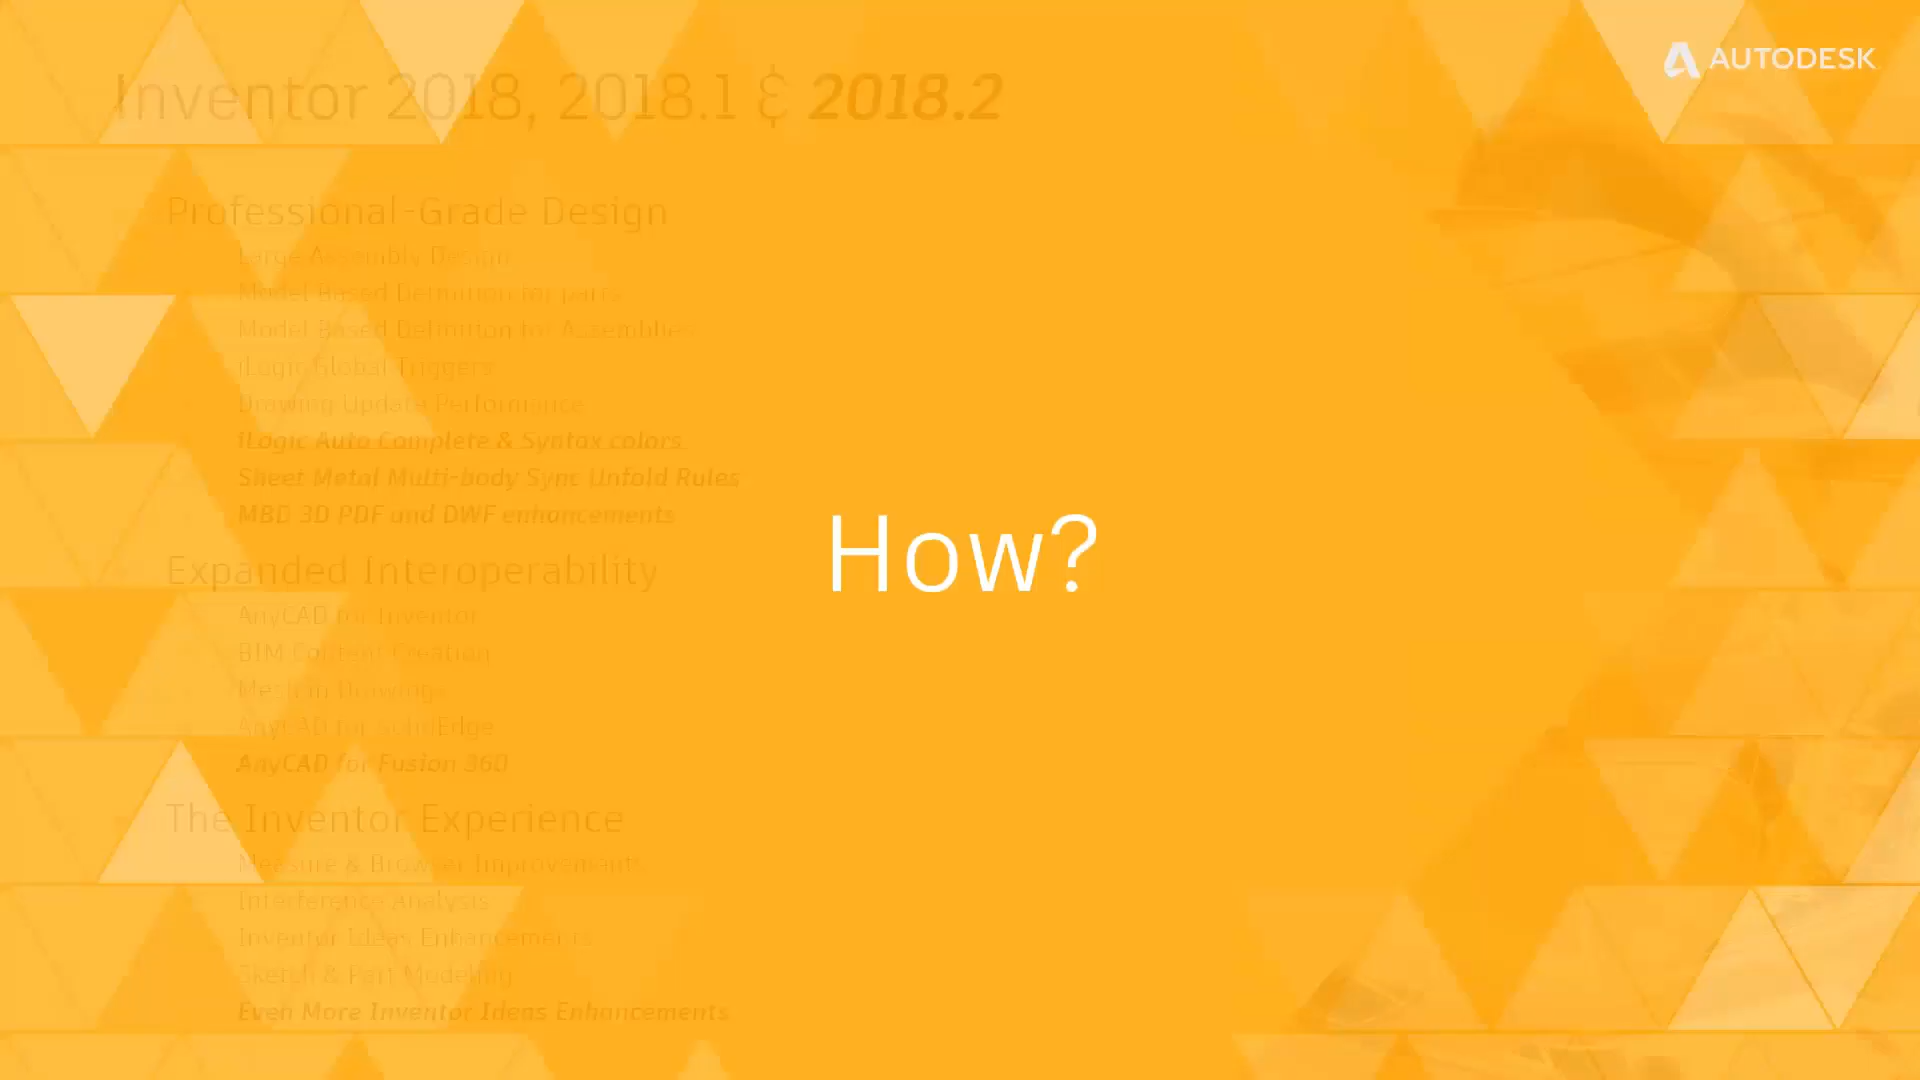 AUTODESK
Inventor 2018, 2018.1 & 2018.2
Professional-Grade Design
Large Assembly Design
Model Based Definition for parts
Model Based Definition for Assemblies
iLogic Global Triggers
Drawing Update Performance
iLogic Auto Complete & Syntax colors
Sheet Metal Multi-body Sync Unfold Rules
MBD 3D PDF and DWF enhancements
How?
Expanded Interoperability
AnyCAD for Inventor
BIM Content Creation
Mesh in Drawings
AnyCAD for SolidEdge
AnyCAD for Fusion 360
The Inventor Experience
Measure & Browser Improvements
Interference Analysis
Inventor Ideas Enhancements
Sketch & Part Modeling
Even More Inventor Ideas Enhancements